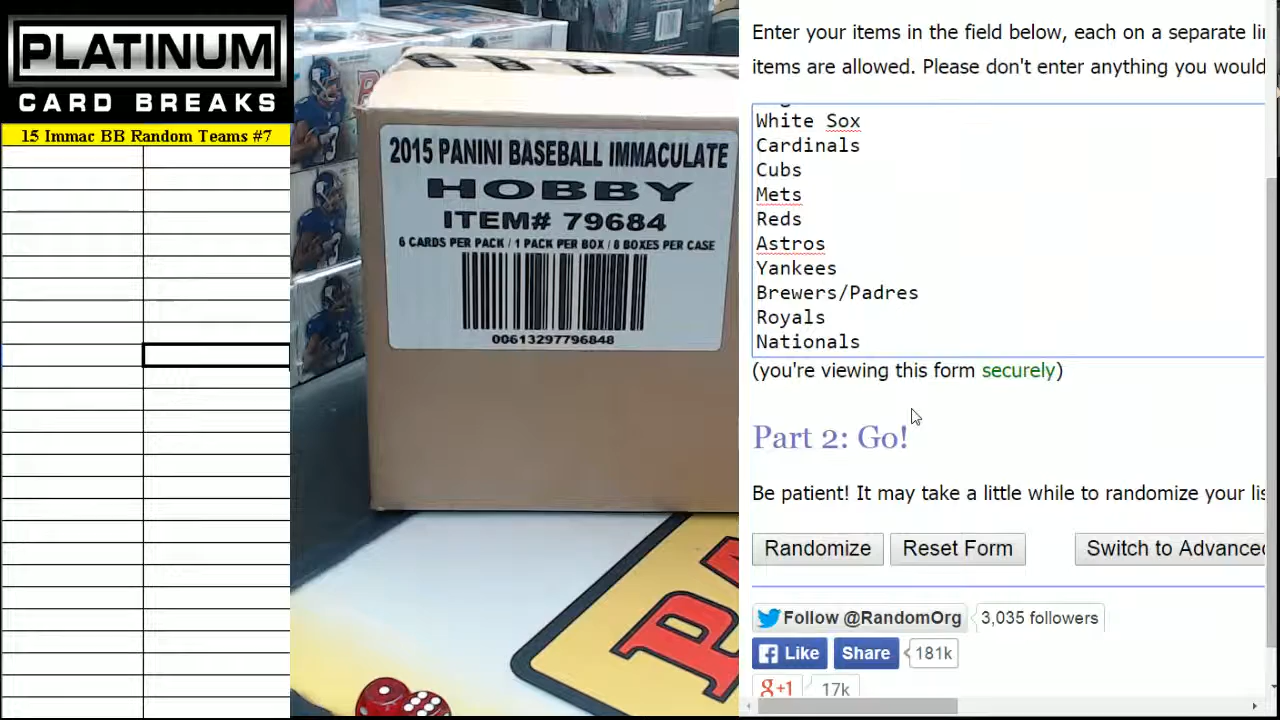 PLATINUM
CARD BREAKS
15 Immac BB Random Teams #7
2015 PANINI BASEBALL IMMACULATE
HOBBY
ITEM# 79684
6 CARDS PER PACK / 1 PACK PER BOX / 8 BOXES PER CASE
00613297796848
Enter your items in the field below, each on a separate
items are allowed. Please don't enter anything you would
White Sox
Cardinals
Cubs
Mets
Reds
Astros
Yankees
Brewers/Padres
Royals
Nationals
(you're viewing this form securely)
Part 2: Go!
Be patient! It may take a little while to randomize your
Randomize
Reset Form
Switch to Advanced
Follow @RandomOrg
3,035 followers
Like
Share
181k
g+1
17k